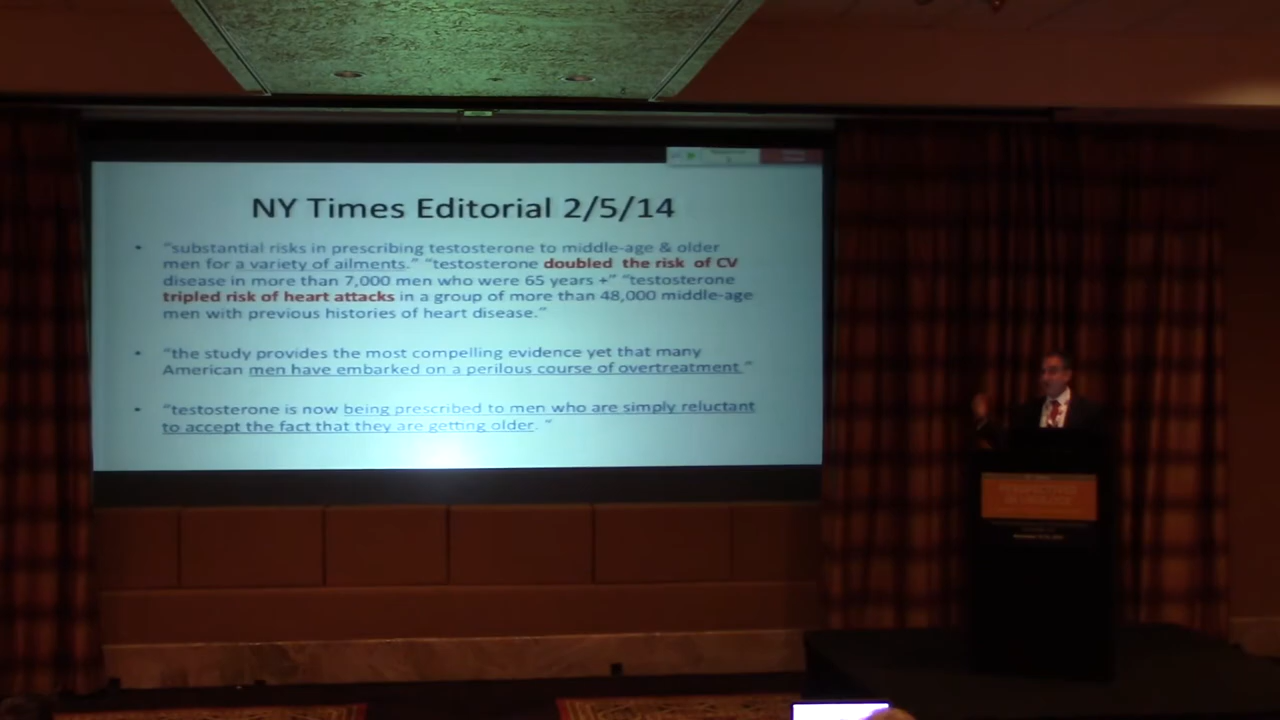 NY Times Editorial 2/5/14
• “substantial risks in prescribing testosterone to middle-age & older
men for a variety of ailments.” “testosterone doubled the risk of CV
disease in more than 7,000 men who were 65 years +” “testosterone
tripled risk of heart attacks in a group of more than 48,000 middle-age
men with previous histories of heart disease.”
• “the study provides the most compelling evidence yet that many
American men have embarked on a perilous course of overtreatment ”
• “testosterone is now being prescribed to men who are simply reluctant
to accept the fact that they are getting older. “